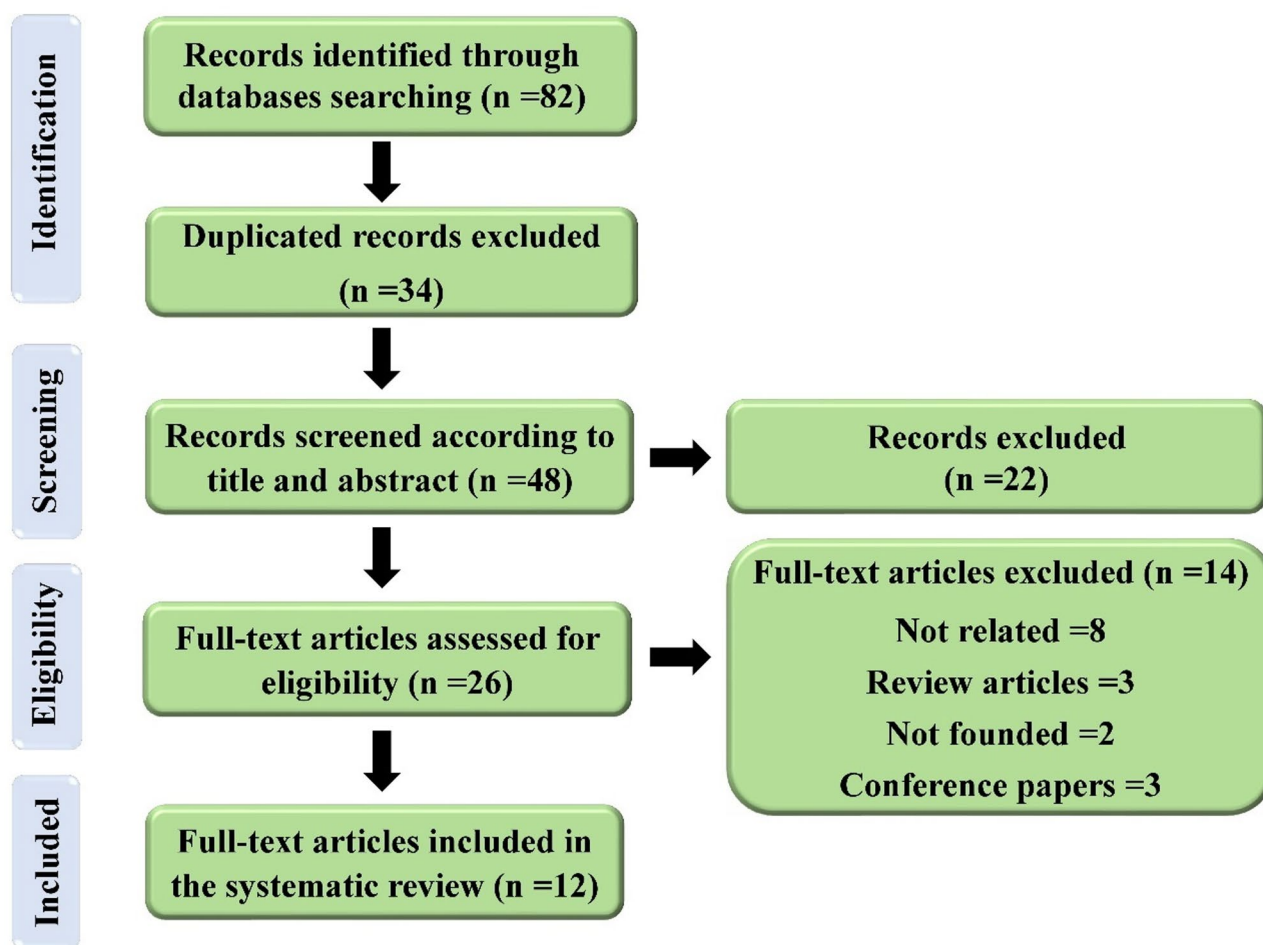 Identification
Records identified through
databases searching (n =82)
Duplicated records excluded
(n =34)
Screening
Records screened according to
title and abstract (n =48)
Records excluded
(n =22)
Eligibility
Full-text articles assessed for
eligibility (n =26)
Full-text articles excluded (n =14)
Not related =8
Review articles =3
Not founded =2
Conference papers =3
Included
Full-text articles included in
the systematic review (n =12)